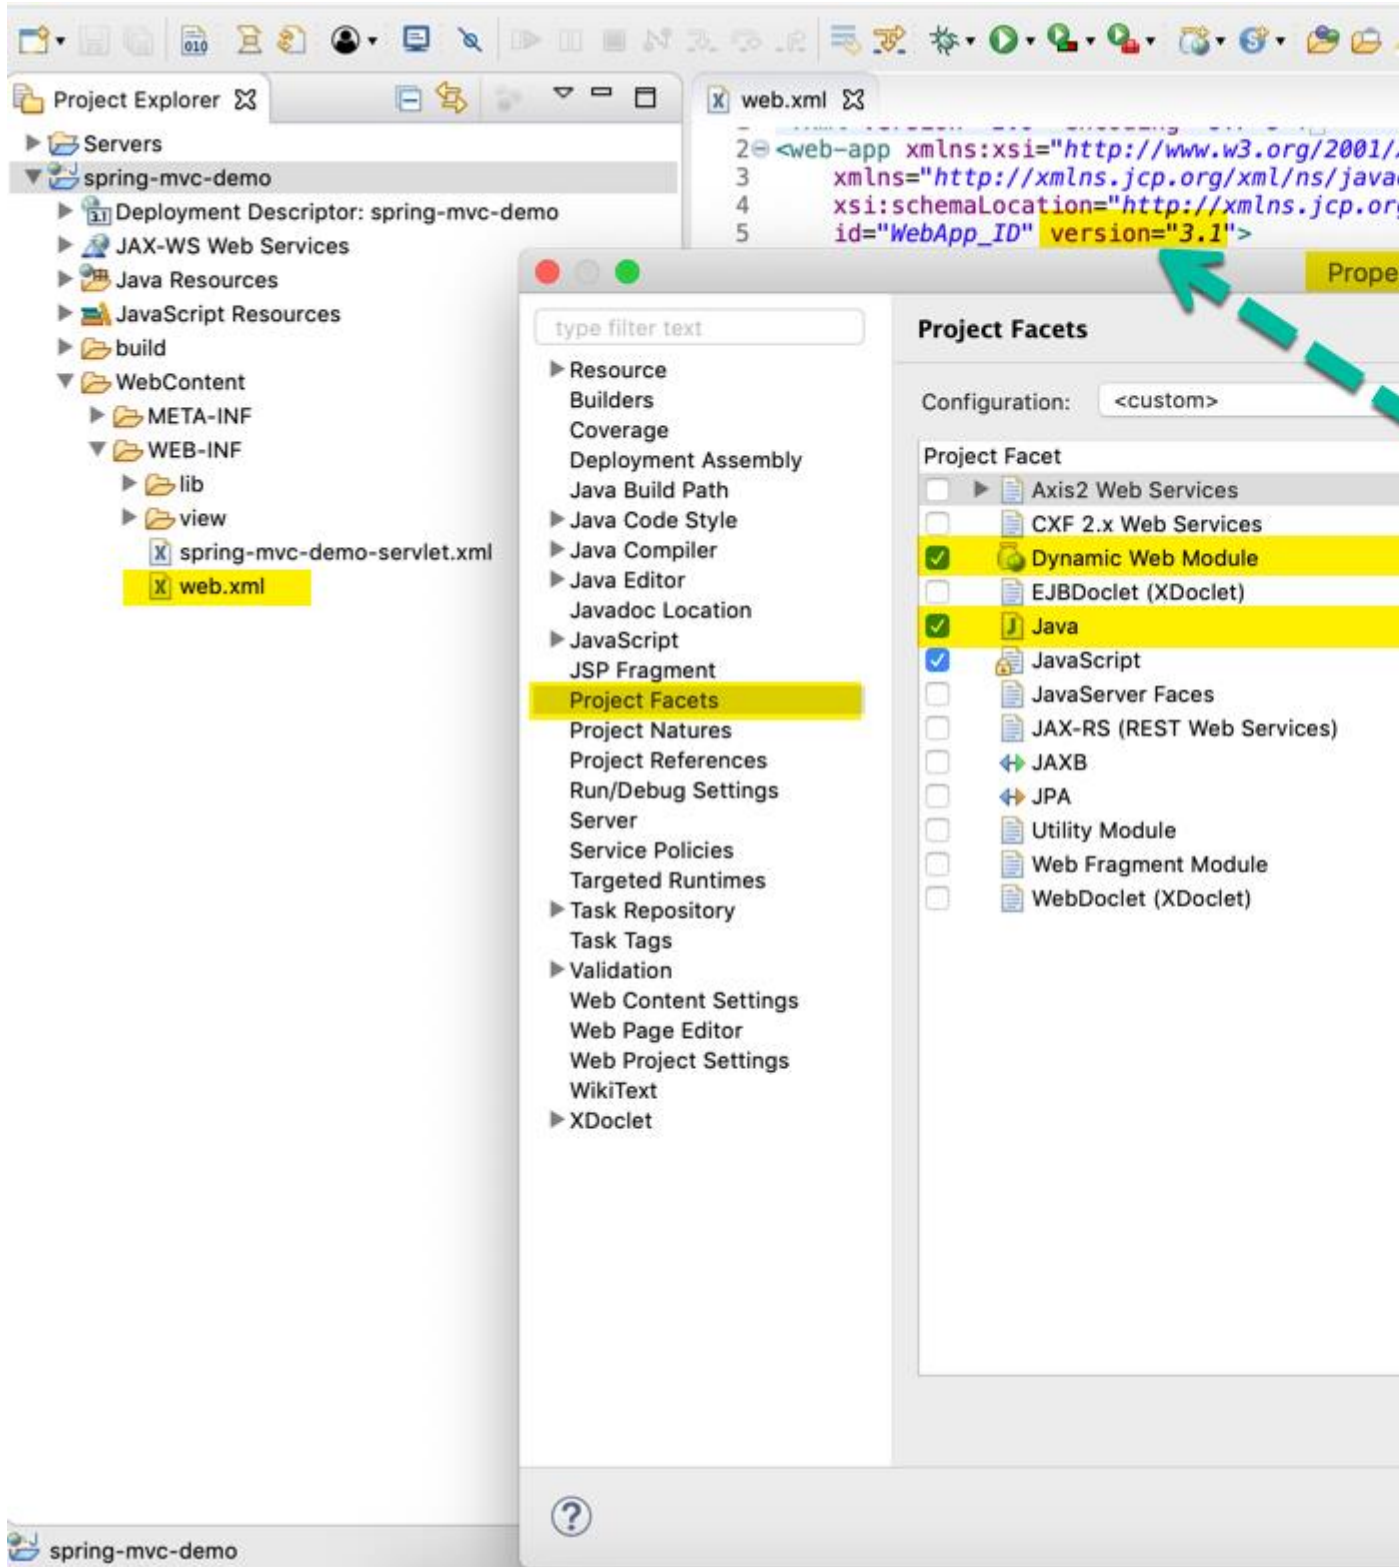 Project Explorer
Servers
spring-mvc-demo
Deployment Descriptor: spring-mvc-demo
JAX-WS Web Services
Java Resources
JavaScript Resources
build
WebContent
META-INF
WEB-INF
lib
view
spring-mvc-demo-servlet.xml
web.xml
web.xml
2 <web-app xmlns:xsi="http://www.w3.org/2001/
3 xmlns="http://xmlns.jcp.org/xml/ns/java
4 xsi:schemaLocation="http://xmlns.jcp.or
5 id="WebApp_ID" version="3.1">
Prope
type filter text
Resource
Builders
Coverage
Deployment Assembly
Java Build Path
Java Code Style
Java Compiler
Java Editor
Javadoc Location
JavaScript
JSP Fragment
Project Facets
Project Natures
Project References
Run/Debug Settings
Server
Service Policies
Targeted Runtimes
Task Repository
Task Tags
Validation
Web Content Settings
Web Page Editor
Web Project Settings
WikiText
XDoclet
Project Facets
Configuration: <custom>
Project Facet
Axis2 Web Services
CXF 2.x Web Services
Dynamic Web Module
EJBDoclet (XDoclet)
Java
JavaScript
JavaServer Faces
JAX-RS (REST Web Services)
JAXB
JPA
Utility Module
Web Fragment Module
WebDoclet (XDoclet)
?
spring-mvc-demo